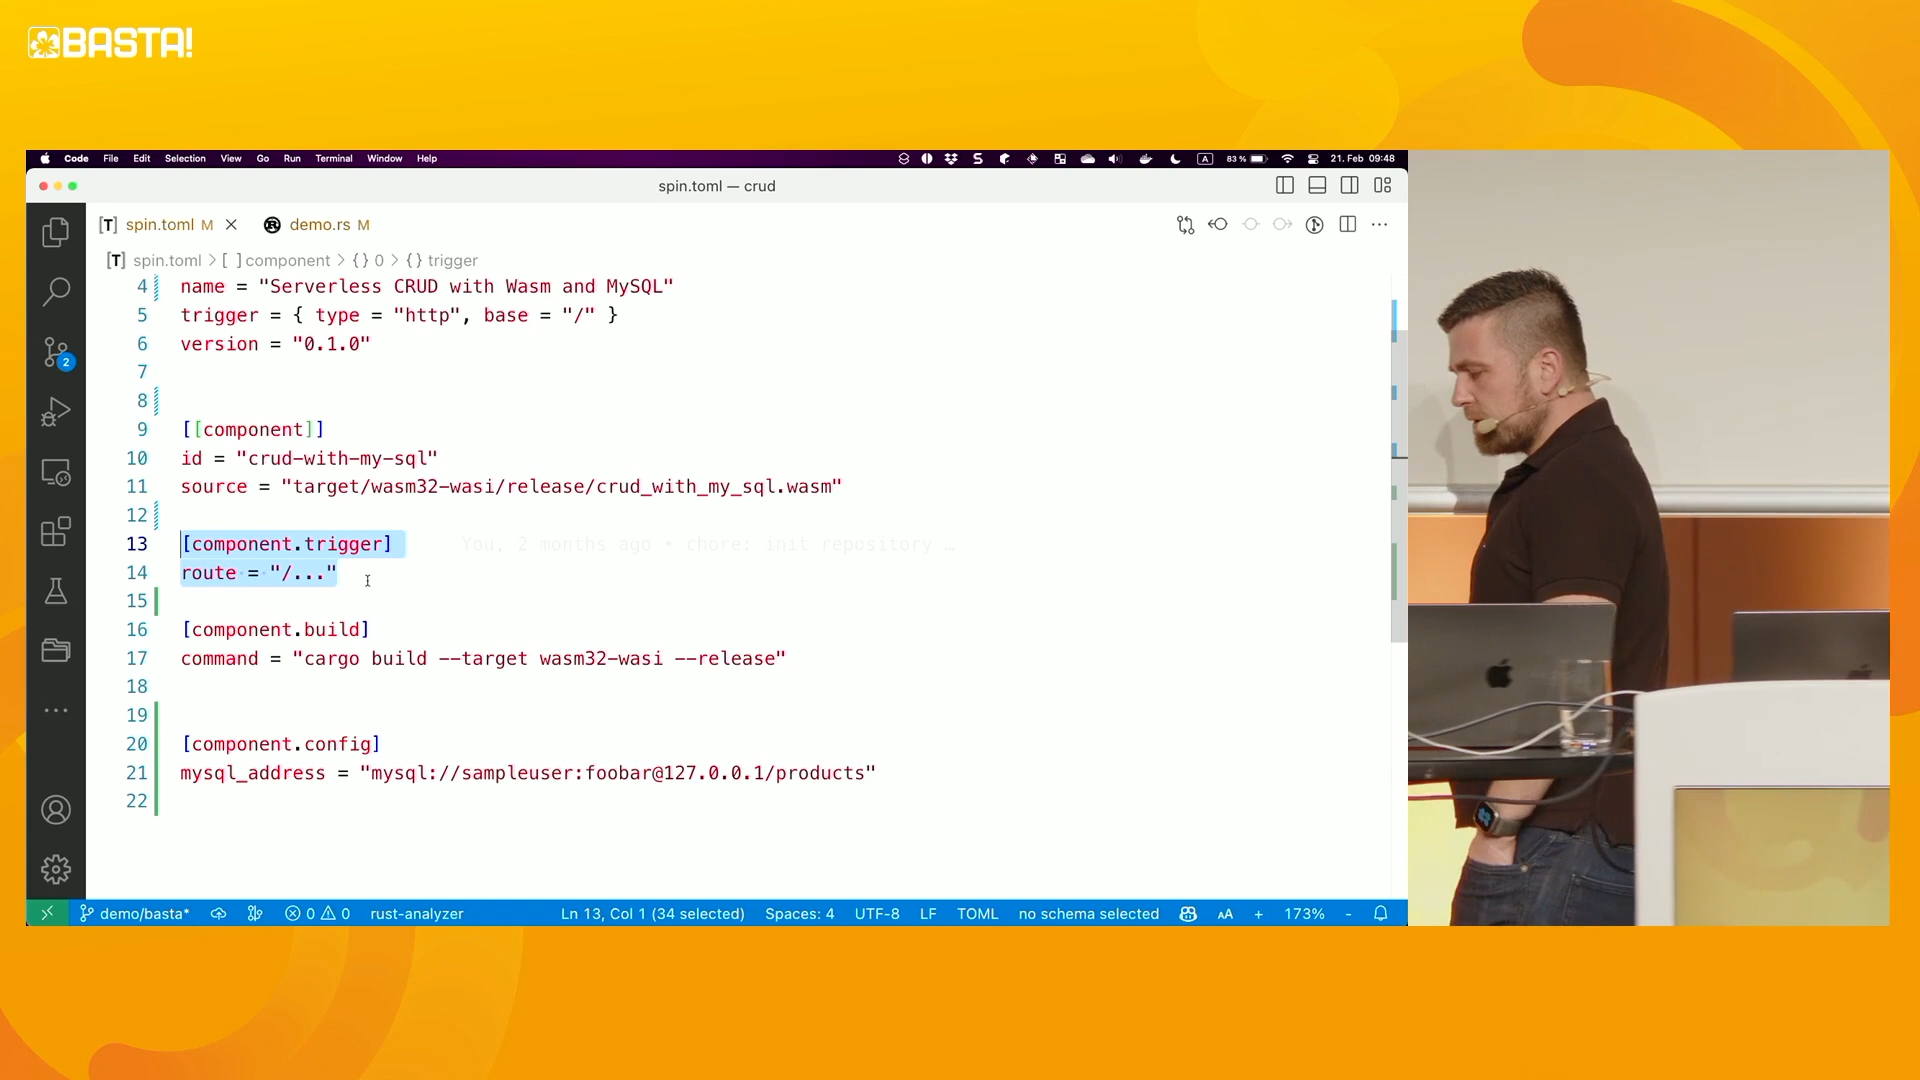 BASTA!
Code File Edit Selection View Go Run Terminal Window Help
A 83 % 21. Feb 09:48
spin.toml — crud
[T] spin.toml M
demo.rs M
[T] spin.toml > [ ] component > { } 0 > { } trigger
4 name = "Serverless CRUD with Wasm and MySQL"
5 trigger = { type = "http", base = "/" }
6 version = "0.1.0"
7
8
9 [[component]]
10 id = "crud-with-my-sql"
11 source = "target/wasm32-wasi/release/crud_with_my_sql.wasm"
12
13 [component.trigger] You, 2 months ago • chore: init repository …
14 route = "/..."
15
16 [component.build]
17 command = "cargo build --target wasm32-wasi --release"
18
19
20 [component.config]
21 mysql_address = "mysql://sampleuser:foobar@127.0.0.1/products"
22
2
demo/basta* 0 0 rust-analyzer Ln 13, Col 1 (34 selected) Spaces: 4 UTF-8 LF TOML no schema selected AA + 173% -